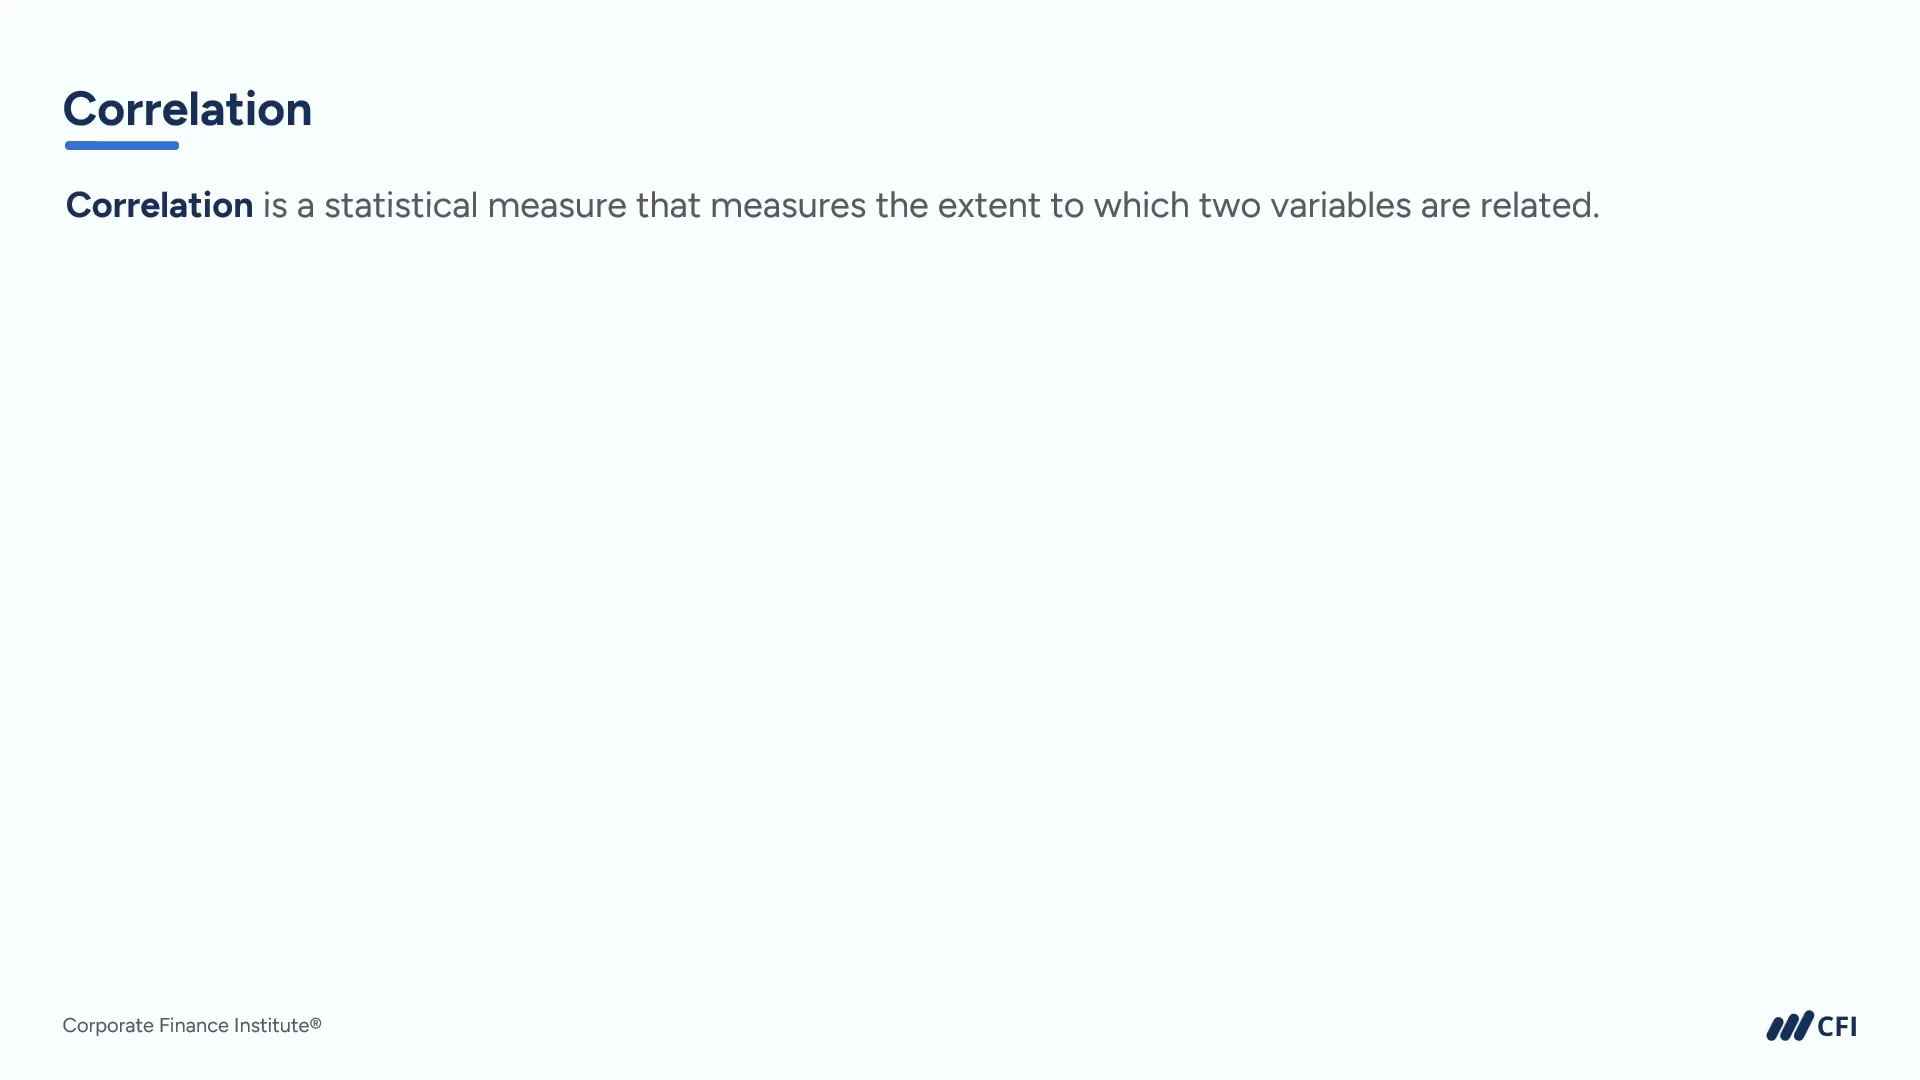 Correlation
Correlation is a statistical measure that measures the extent to which two variables are related.
Corporate Finance Institute®
CFI